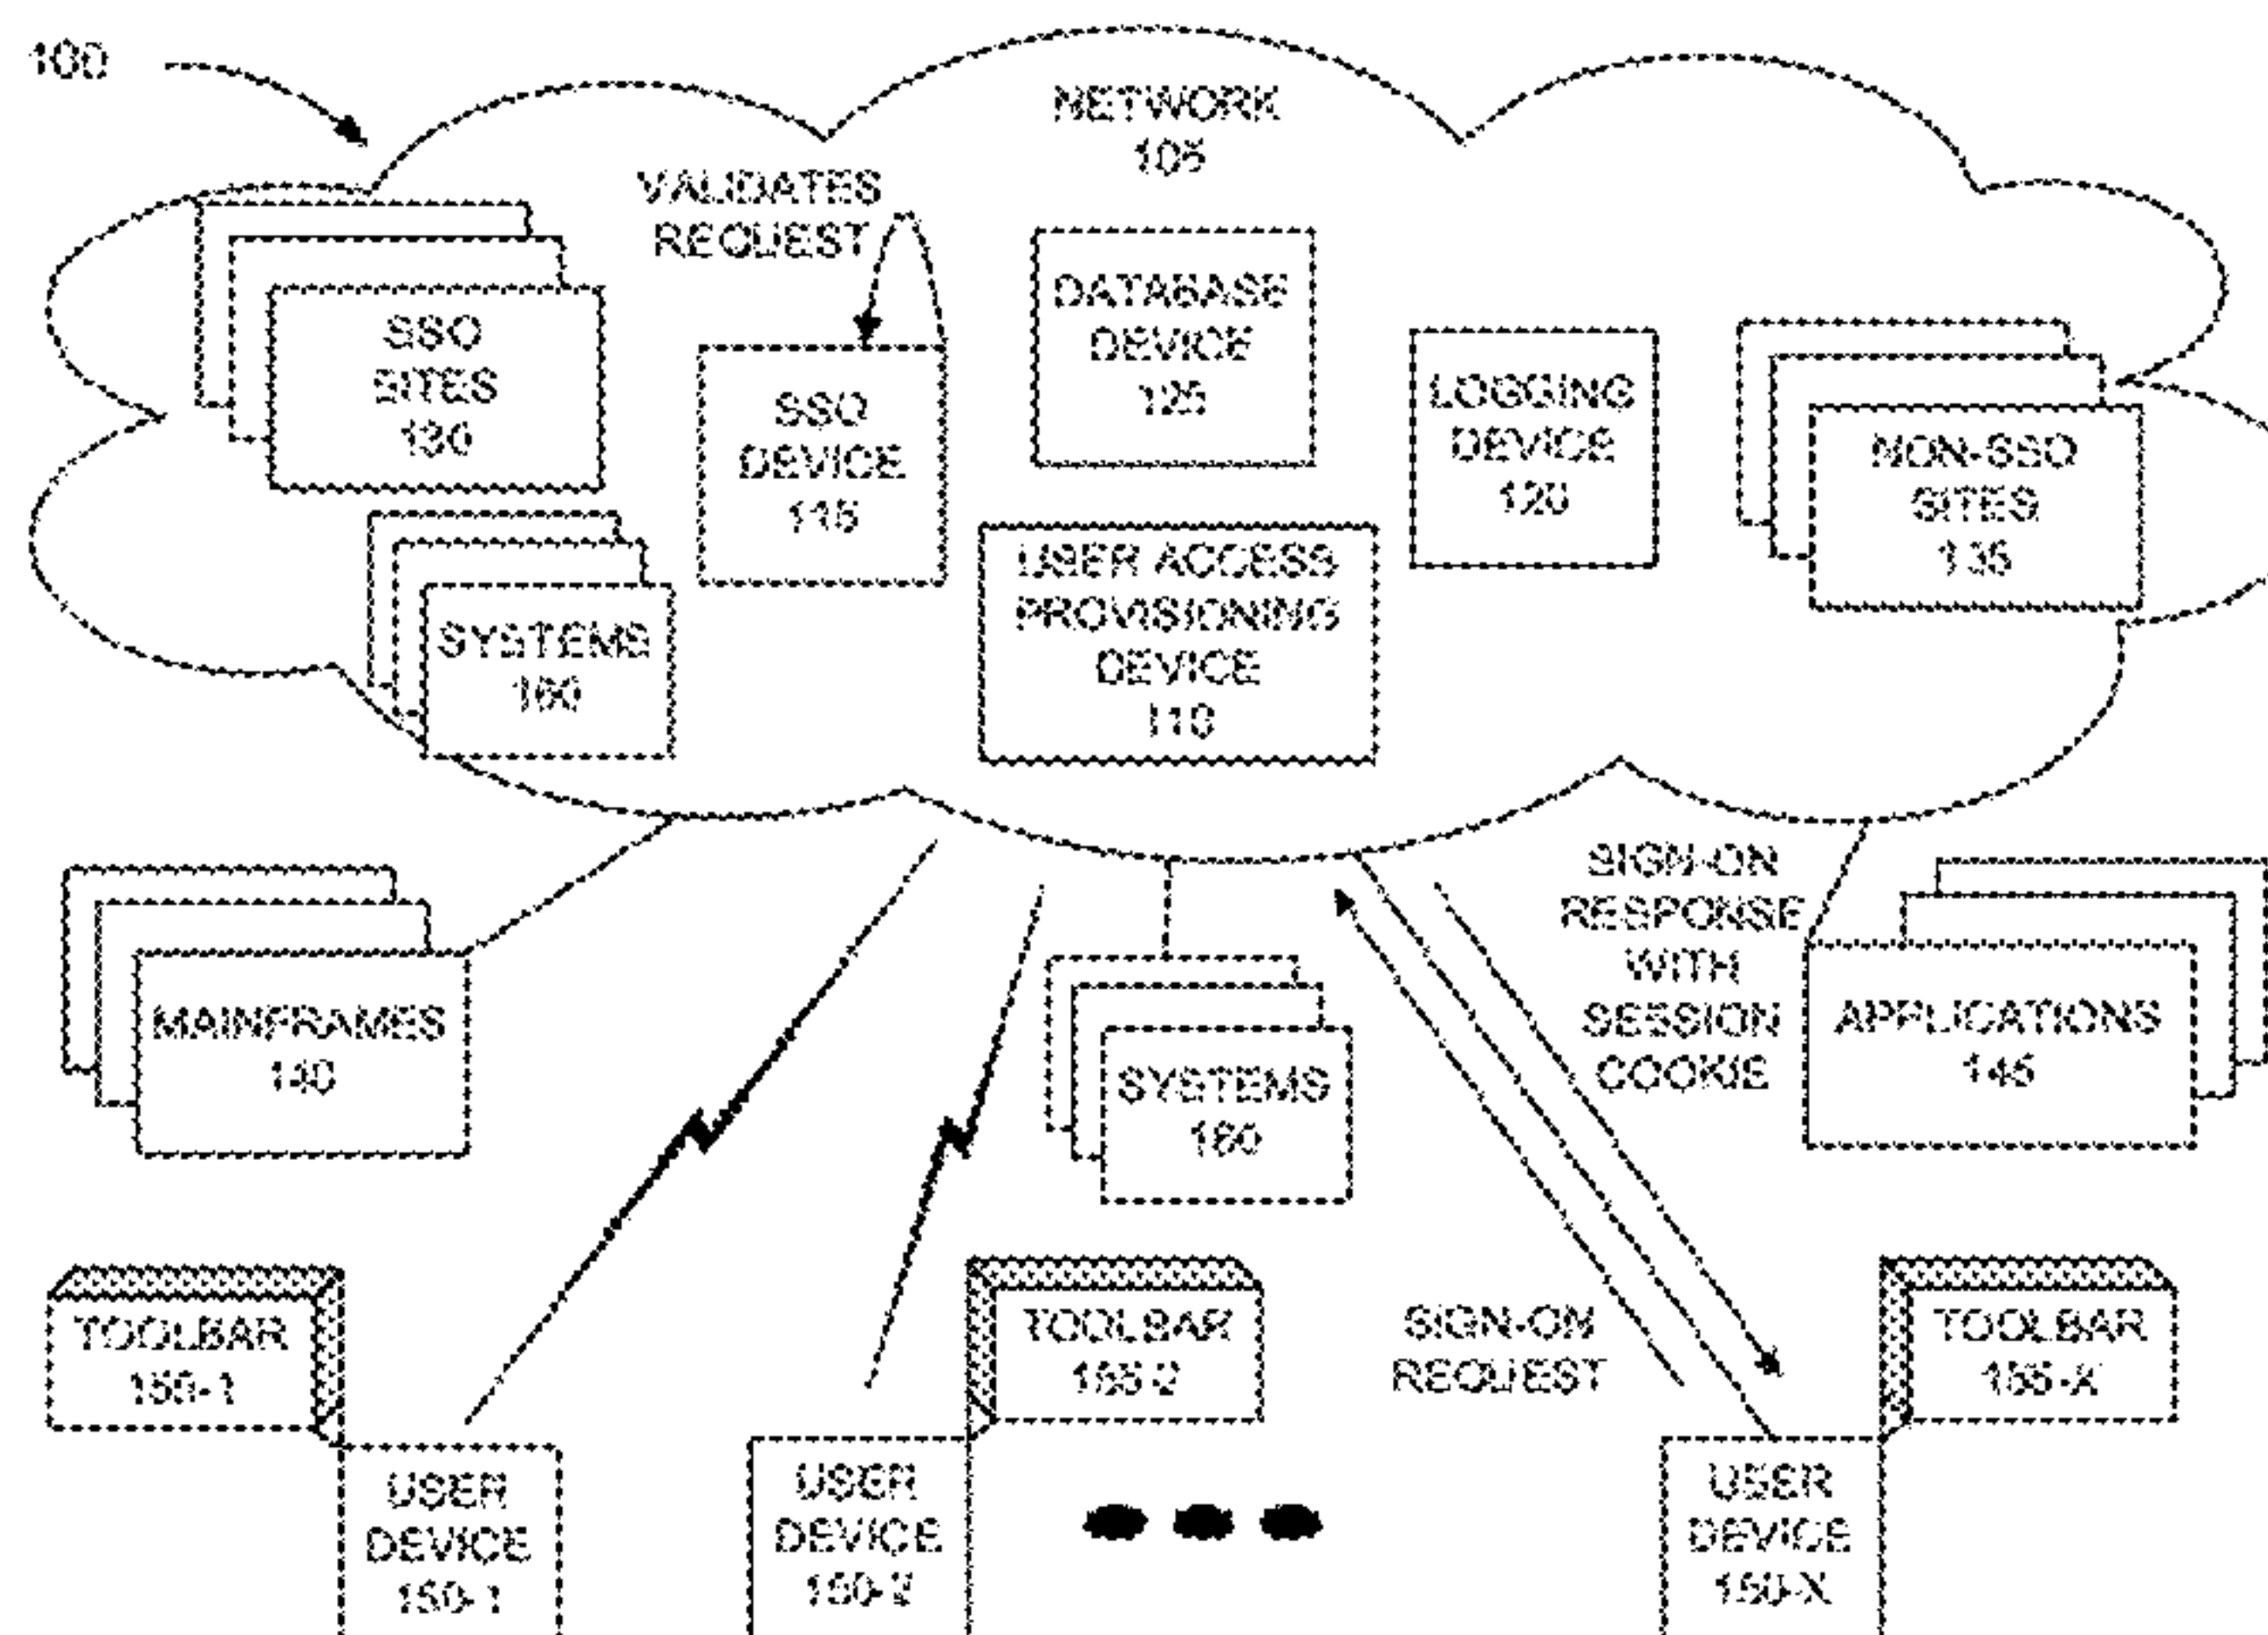 100
NETWORK
105
VALIDATES
REQUEST
SSO
SITES
130
SSO
DEVICE
115
DATABASE
DEVICE
125
LOGGING
DEVICE
120
NON-SSO
SITES
135
SYSTEMS
160
USER ACCESS
PROVISIONING
DEVICE
110
MAINFRAMES
140
SYSTEMS
160
SIGN-ON
RESPONSE
WITH
SESSION
COOKIE
APPLICATIONS
145
TOOLBAR
155-1
USER
DEVICE
150-1
TOOLBAR
155-2
USER
DEVICE
150-2
SIGN-ON
REQUEST
TOOLBAR
155-X
USER
DEVICE
150-X